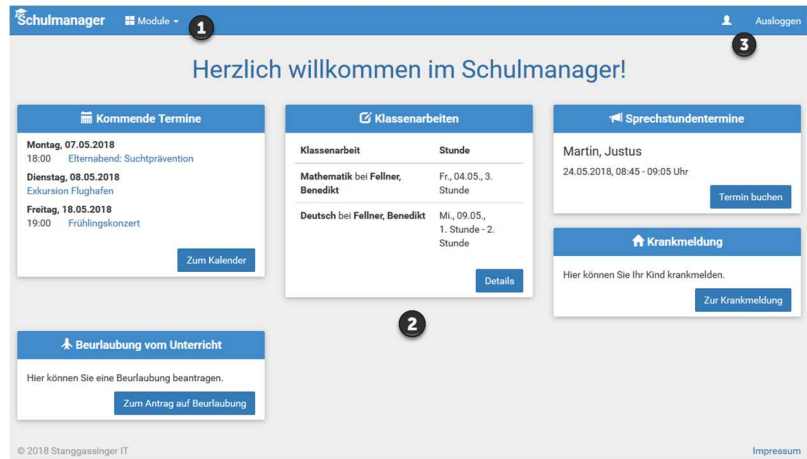 Schulmanager
Module
1
Ausloggen
3
Herzlich willkommen im Schulmanager!
Kommende Termine
Montag, 07.05.2018
18:00 Elternabend: Suchtprävention
Dienstag, 08.05.2018
Exkursion Flughafen
Freitag, 18.05.2018
19:00 Frühlingskonzert
Zum Kalender
Klassenarbeiten
Klassenarbeit Stunde
Mathematik bei Fellner, Fr., 04.05., 3.
Benedikt Stunde
Deutsch bei Fellner, Benedikt Mi., 09.05.,
1. Stunde - 2.
Stunde
Details
Sprechstundentermine
Martin, Justus
24.05.2018, 08:45 - 09:05 Uhr
Termin buchen
Krankmeldung
Hier können Sie Ihr Kind krankmelden.
Zur Krankmeldung
2
Beurlaubung vom Unterricht
Hier können Sie eine Beurlaubung beantragen.
Zum Antrag auf Beurlaubung
© 2018 Stanggassinger IT
Impressum